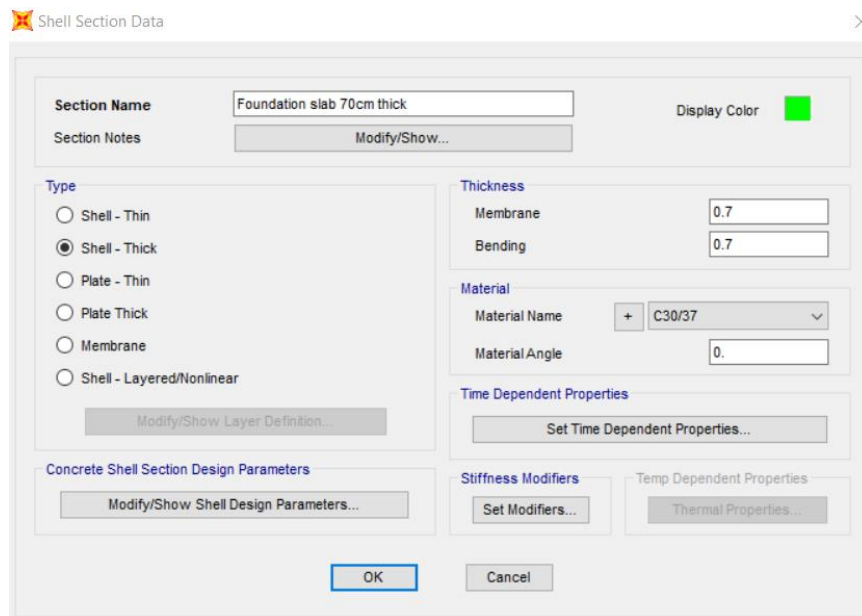 Shell Section Data
Section Name
Foundation slab 70cm thick
Display Color
Section Notes
Modify/Show...
Type
Shell - Thin
Shell - Thick
Plate - Thin
Plate Thick
Membrane
Shell - Layered/Nonlinear
Modify/Show Layer Definition...
Thickness
Membrane
0.7
Bending
0.7
Material
Material Name
+
C30/37
Material Angle
0.
Time Dependent Properties
Set Time Dependent Properties...
Concrete Shell Section Design Parameters
Modify/Show Shell Design Parameters...
Stiffness Modifiers
Set Modifiers...
Temp Dependent Properties
Thermal Properties...
OK
Cancel